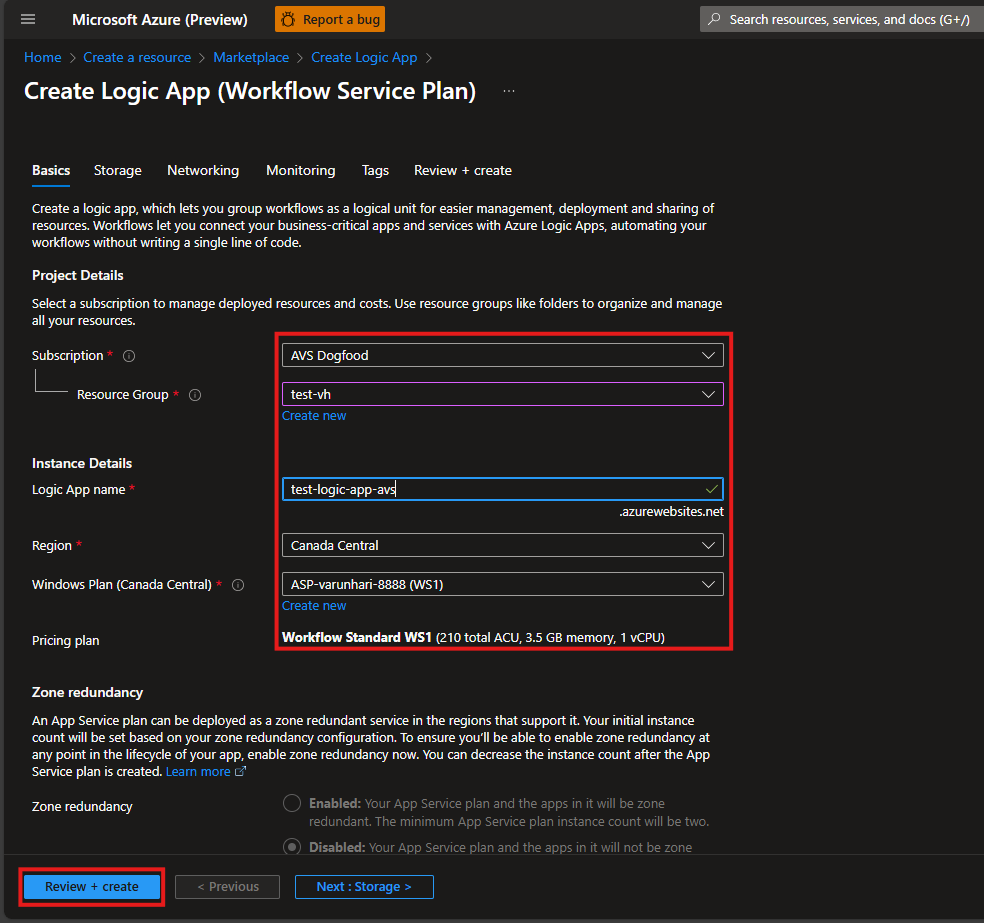 Microsoft Azure (Preview)
Report a bug
Search resources, services, and docs (G+/)
Home > Create a resource > Marketplace > Create Logic App >
Create Logic App (Workflow Service Plan) ...
Basics Storage Networking Monitoring Tags Review + create
Create a logic app, which lets you group workflows as a logical unit for easier management, deployment and sharing of
resources. Workflows let you connect your business-critical apps and services with Azure Logic Apps, automating your
workflows without writing a single line of code.
Project Details
Select a subscription to manage deployed resources and costs. Use resource groups like folders to organize and manage
all your resources.
Subscription *
AVS Dogfood
Resource Group *
test-vh
Create new
Instance Details
Logic App name *
test-logic-app-avs
.azurewebsites.net
Region *
Canada Central
Windows Plan (Canada Central) *
ASP-varunhari-8888 (WS1)
Create new
Pricing plan
Workflow Standard WS1 (210 total ACU, 3.5 GB memory, 1 vCPU)
Zone redundancy
An App Service plan can be deployed as a zone redundant service in the regions that support it. Your initial instance
count will be set based on your zone redundancy configuration. To ensure you'll be able to enable zone redundancy at
any point in the lifecycle of your app, enable zone redundancy now. You can decrease the instance count after the App
Service plan is created. Learn more
Zone redundancy
Enabled: Your App Service plan and the apps in it will be zone
redundant. The minimum App Service plan instance count will be two.
Disabled: Your App Service plan and the apps in it will not be zone
Review + create
< Previous
Next : Storage >